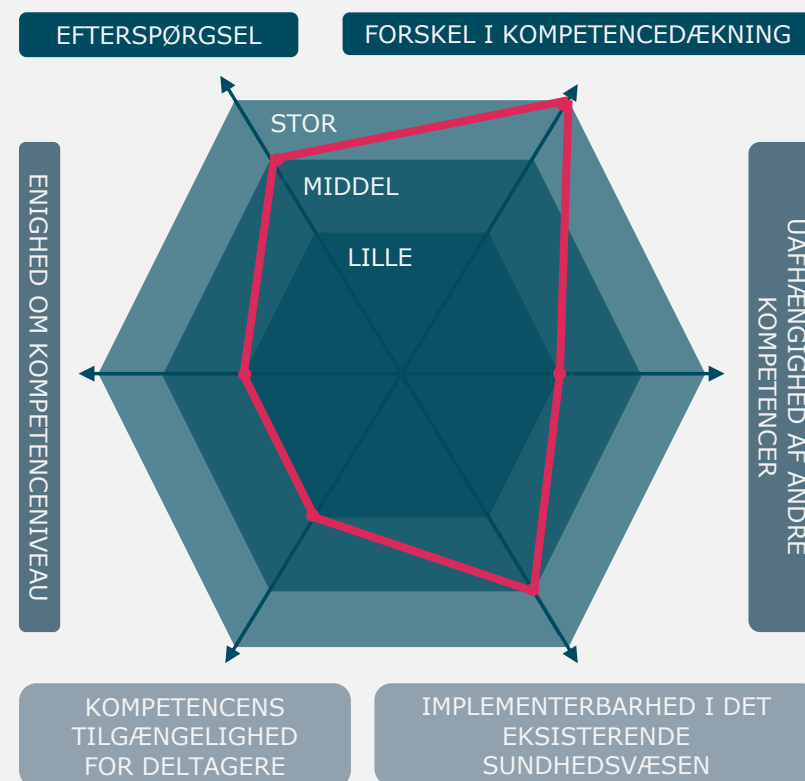 EFTERSPØRGSEL
FORSKEL I KOMPETENCEDÆKNING
STOR
MIDDEL
LILLE
ENIGHED OM KOMPETENCENIVEAU
UAFHÆNGIGHED AF ANDRE
KOMPETENCER
KOMPETENCENS
TILGÆNGELIGHED
FOR DELTAGERE
IMPLEMENTERBARHED I DET
EKSISTERENDE
SUNDHEDSVÆSEN